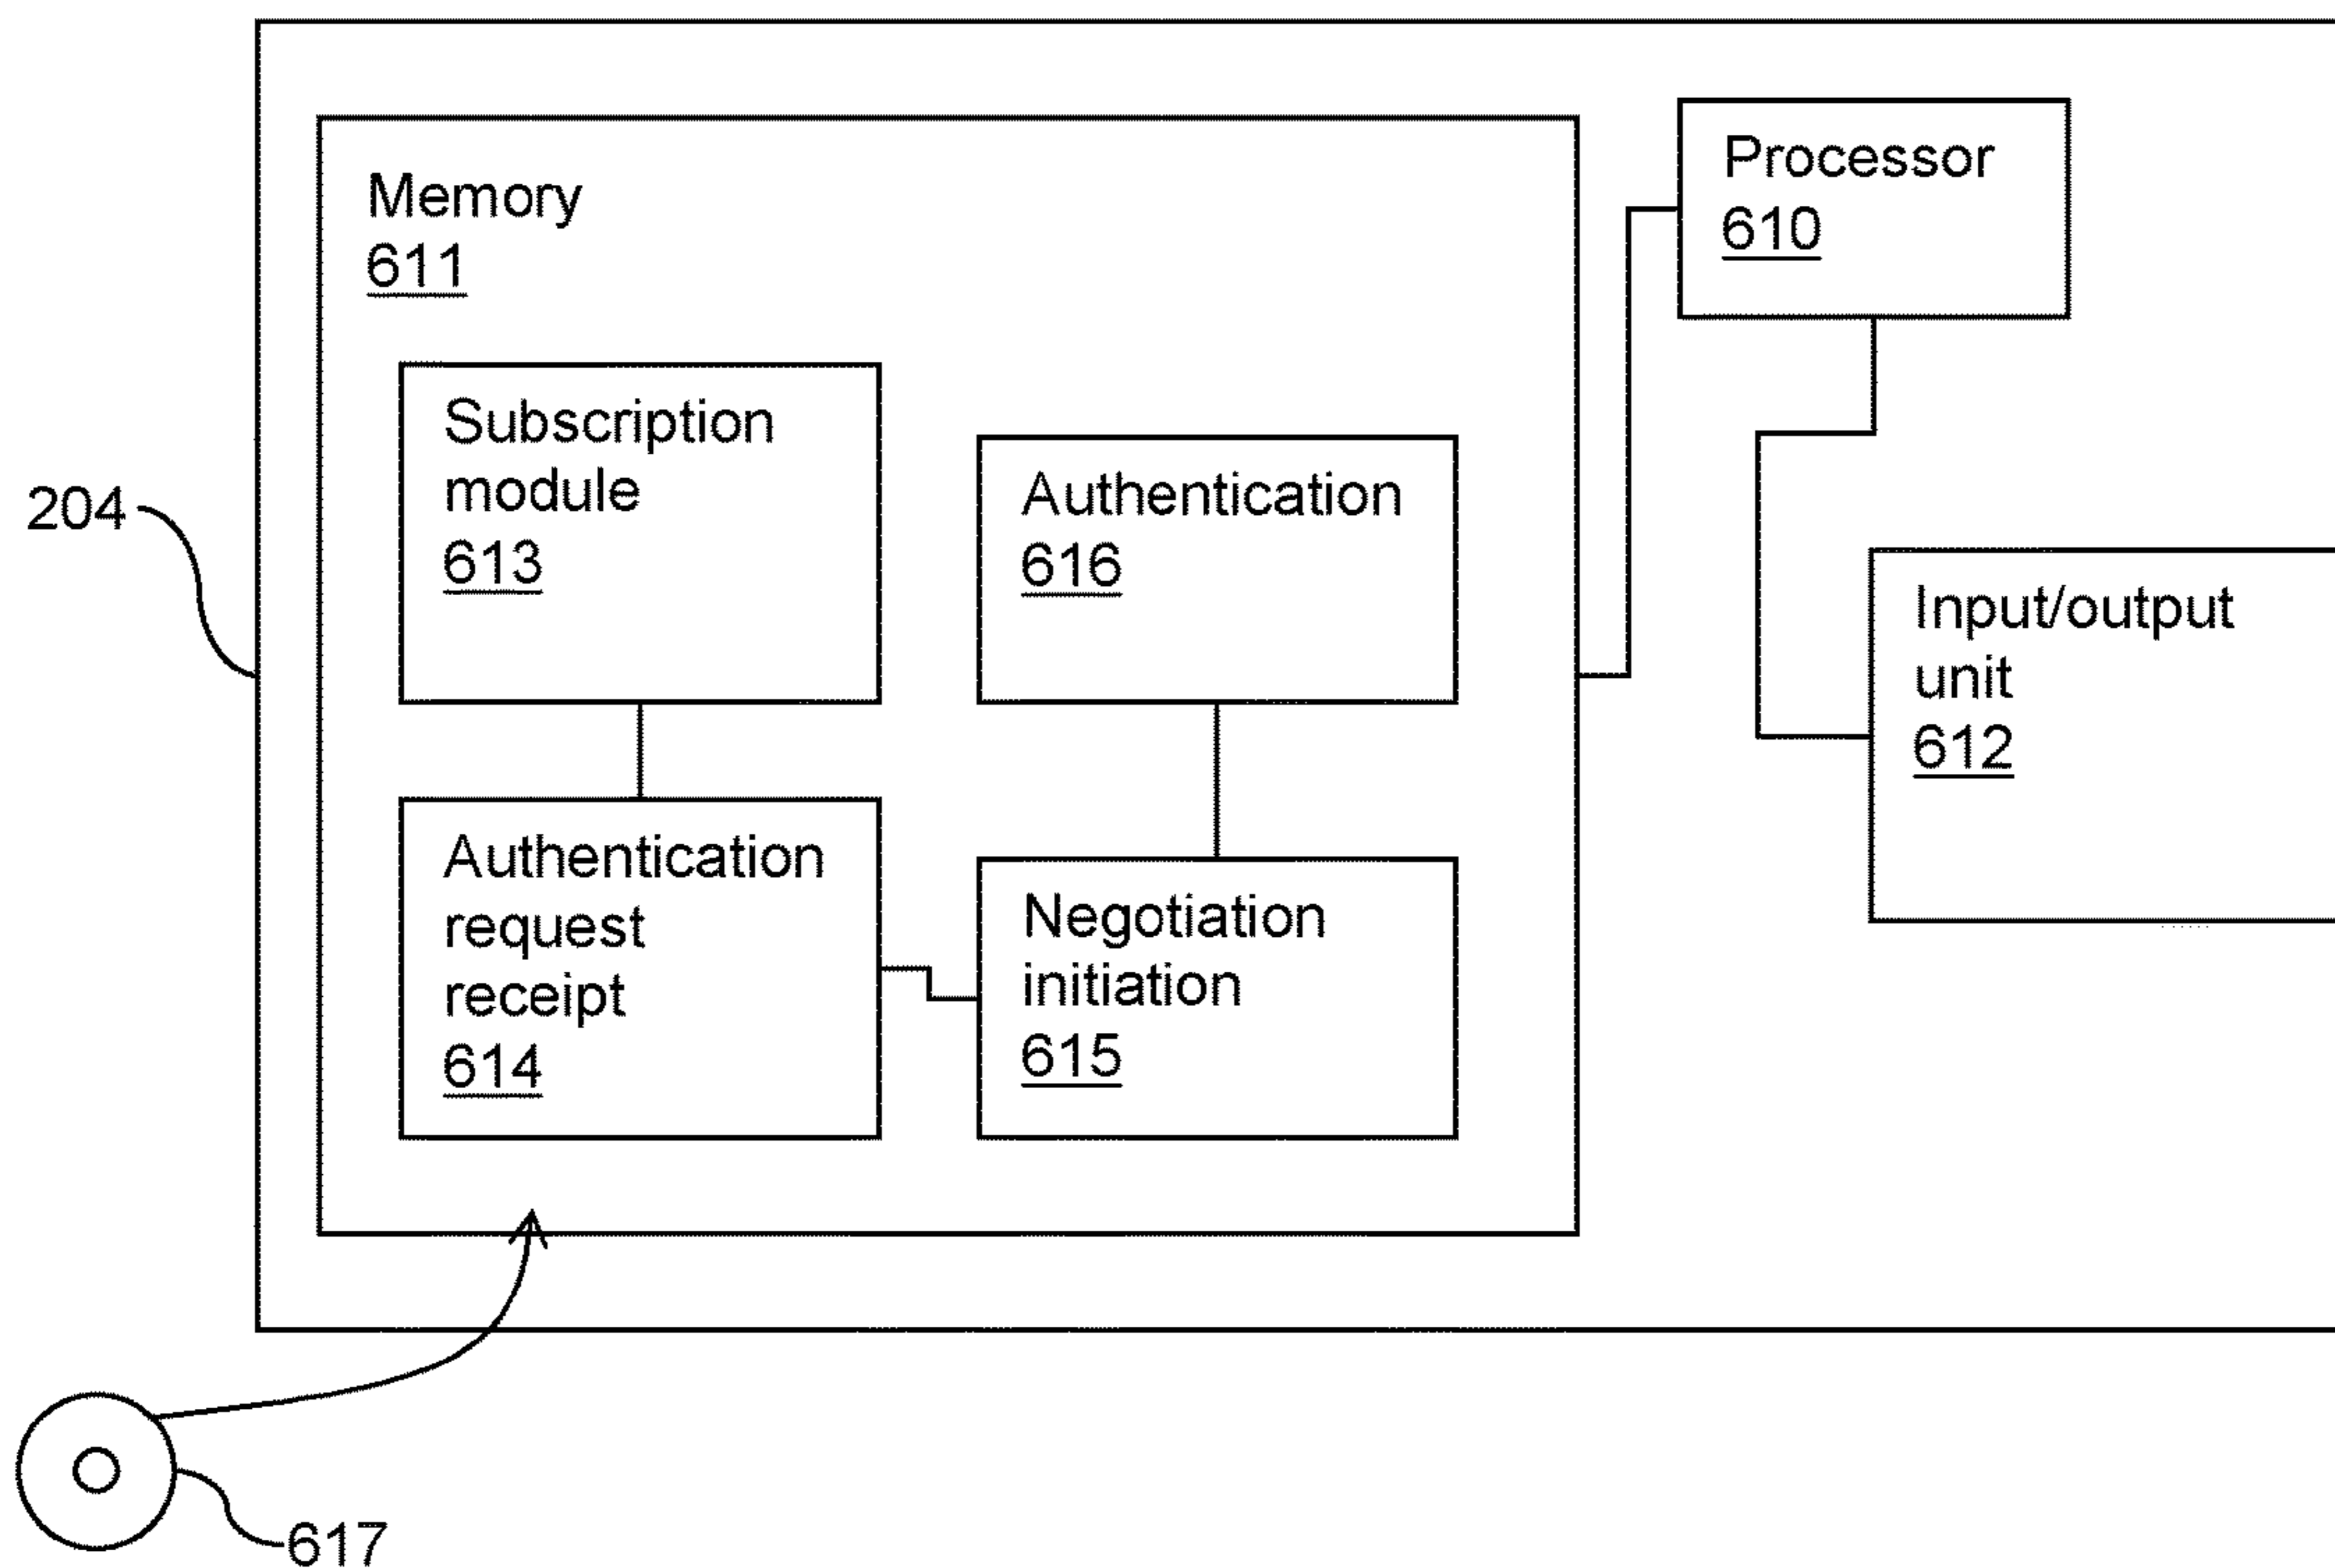 Memory
611
Processor
610
Subscription
module
613
Authentication
616
204
Input/output
unit
612
Authentication
request
receipt
614
Negotiation
initiation
615
617